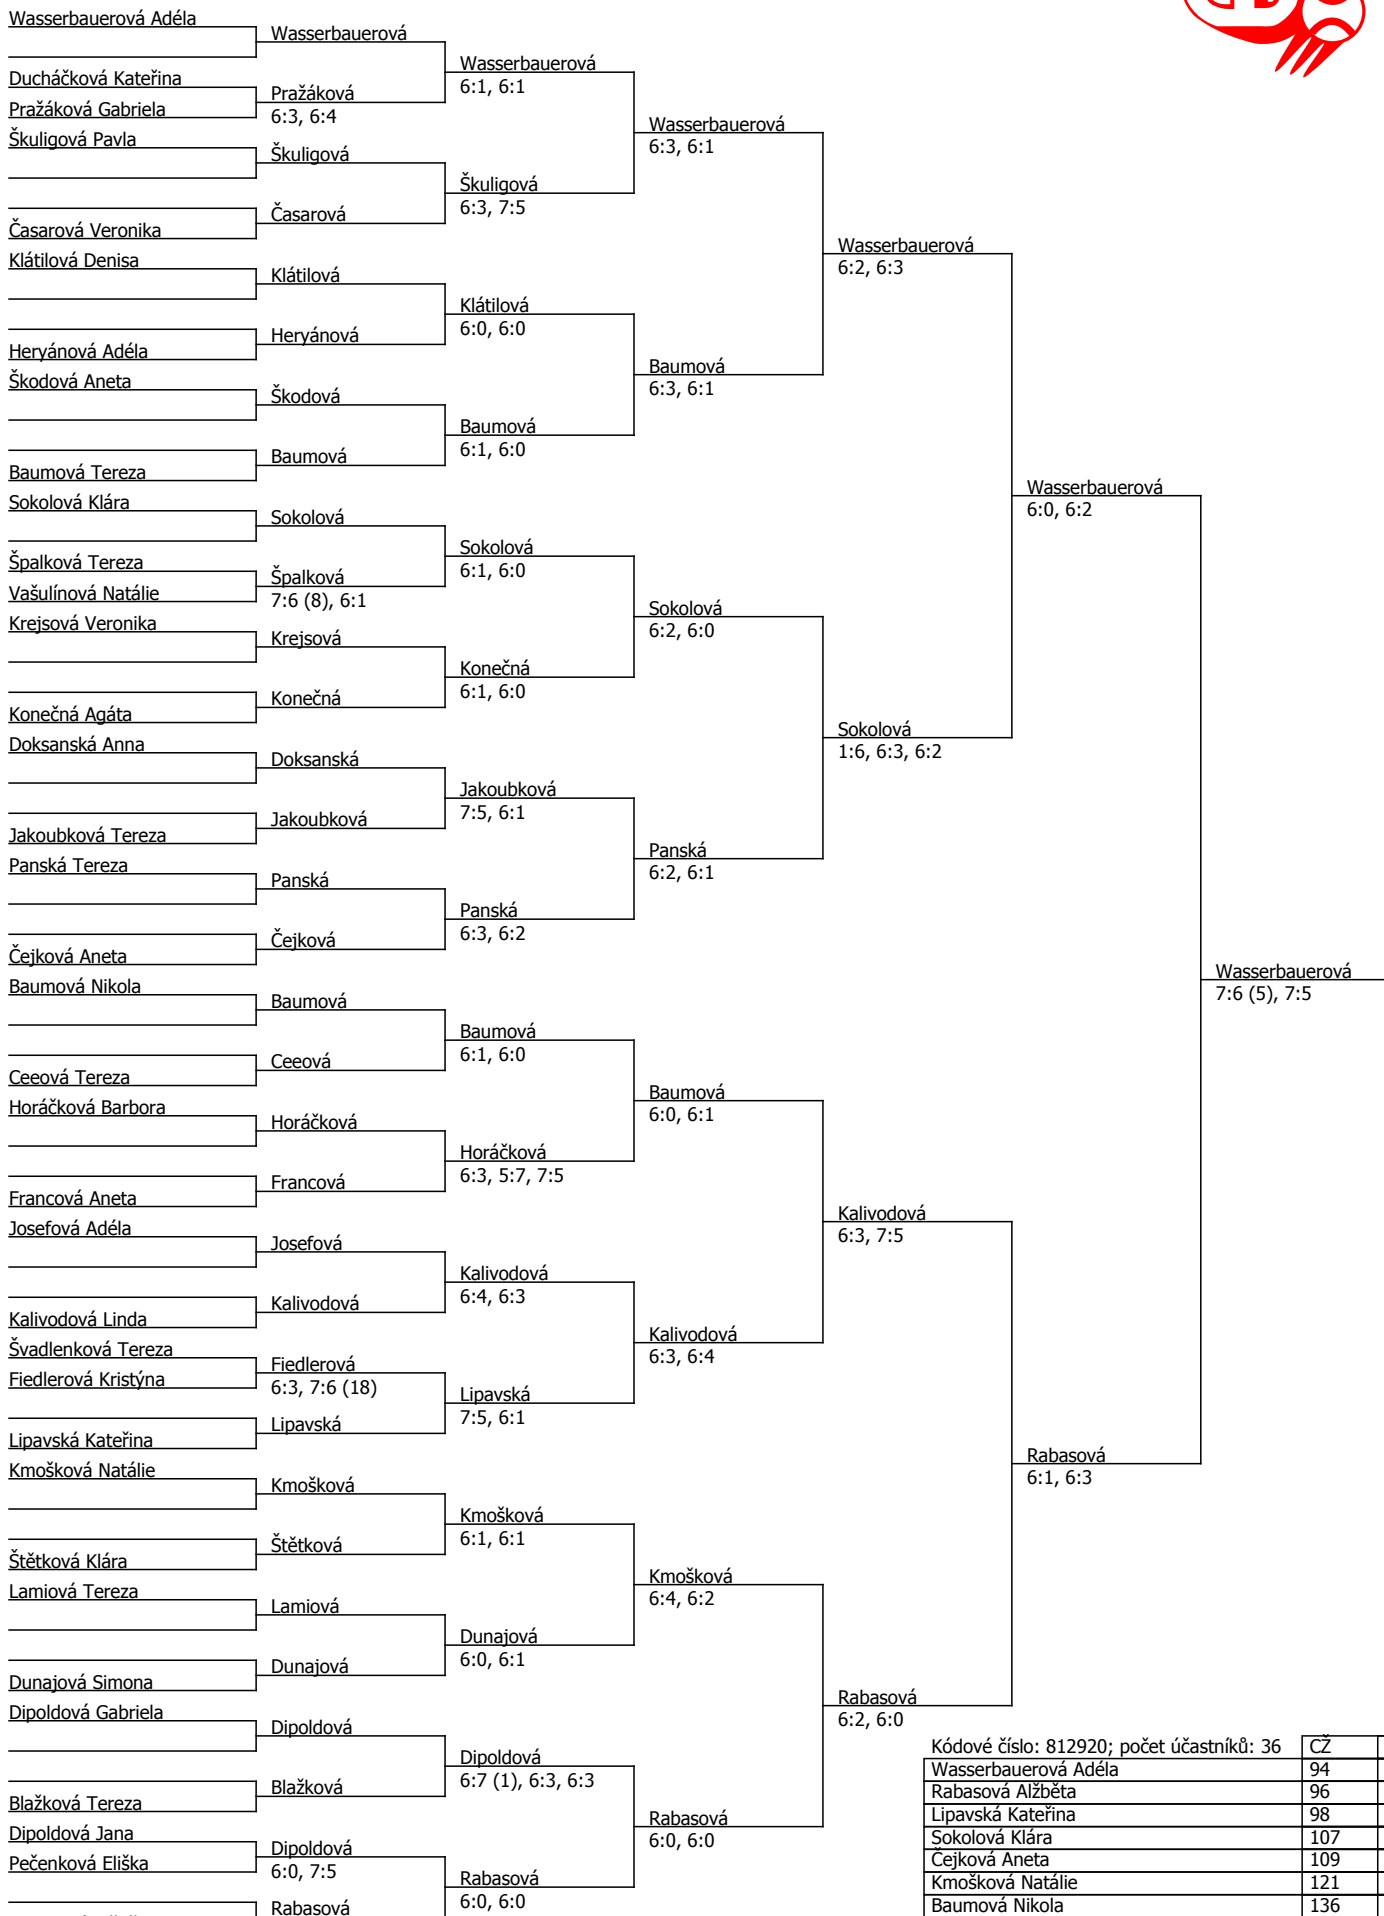 Wasserbauerová Adéla
Ducháčková Kateřina
Pražáková Gabriela
Škuligová Pavla
Časarová Veronika
Klátilová Denisa
Heryánová Adéla
Škodová Aneta
Baumová Tereza
Sokolová Klára
Špalková Tereza
Vašulínová Natálie
Krejsová Veronika
Konečná Agáta
Doksanská Anna
Jakoubková Tereza
Panská Tereza
Čejková Aneta
Baumová Nikola
Ceeová Tereza
Horáčková Barbora
Francová Aneta
Josefová Adéla
Kalivodová Linda
Švadlenková Tereza
Fiedlerová Kristýna
Lipavská Kateřina
Kmošková Natálie
Štětková Klára
Lamiová Tereza
Dunajová Simona
Dipoldová Gabriela
Blažková Tereza
Dipoldová Jana
Pečenková Eliška
Wasserbauerová
Pražáková
6:3, 6:4
Škuligová
Časarová
Klátilová
Heryánová
Škodová
Baumová
Sokolová
Špalková
7:6 (8), 6:1
Krejsová
Konečná
Doksanská
Jakoubková
Panská
Čejková
Baumová
Ceeová
Horáčková
Francová
Josefová
Kalivodová
Fiedlerová
6:3, 7:6 (18)
Lipavská
Kmošková
Štětková
Lamiová
Dunajová
Dipoldová
Blažková
Dipoldová
6:0, 7:5
Rabasová
Wasserbauerová
6:1, 6:1
Škuligová
6:3, 7:5
Klátilová
6:0, 6:0
Baumová
6:1, 6:0
Sokolová
6:1, 6:0
Konečná
6:1, 6:0
Jakoubková
7:5, 6:1
Panská
6:3, 6:2
Baumová
6:1, 6:0
Horáčková
6:3, 5:7, 7:5
Kalivodová
6:4, 6:3
Lipavská
7:5, 6:1
Kmošková
6:1, 6:1
Dunajová
6:0, 6:1
Dipoldová
6:7 (1), 6:3, 6:3
Rabasová
6:0, 6:0
Wasserbauerová
6:3, 6:1
Baumová
6:3, 6:1
Sokolová
6:2, 6:0
Panská
6:2, 6:1
Baumová
6:0, 6:1
Kalivodová
6:3, 6:4
Kmošková
6:4, 6:2
Rabasová
6:0, 6:0
Wasserbauerová
6:2, 6:3
Sokolová
1:6, 6:3, 6:2
Kalivodová
6:3, 7:5
Rabasová
6:2, 6:0
Wasserbauerová
6:0, 6:2
Rabasová
6:1, 6:3
Wasserbauerová
7:6 (5), 7:5
Kódové číslo: 812920; počet účastníků: 36 CŽ
Wasserbauerová Adéla 94
Rabasová Alžběta 96
Lipavská Kateřina 98
Sokolová Klára 107
Čejková Aneta 109
Kmošková Natálie 121
Baumová Nikola 136